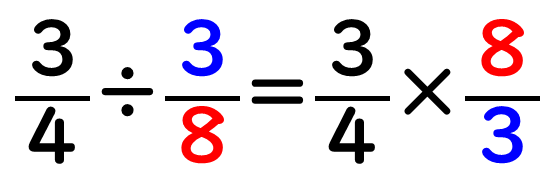 3/4 ÷ 3/8 = 3/4 × 8/3